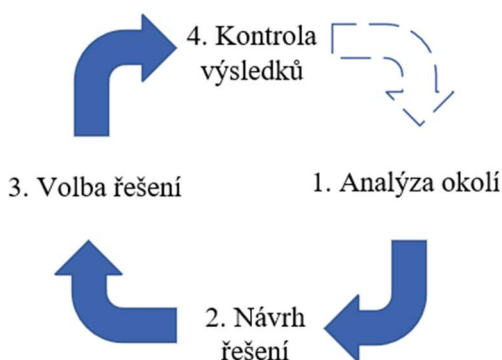 4. Kontrola
výsledků
3. Volba řešení
1. Analýza okolí
2. Návrh
řešení